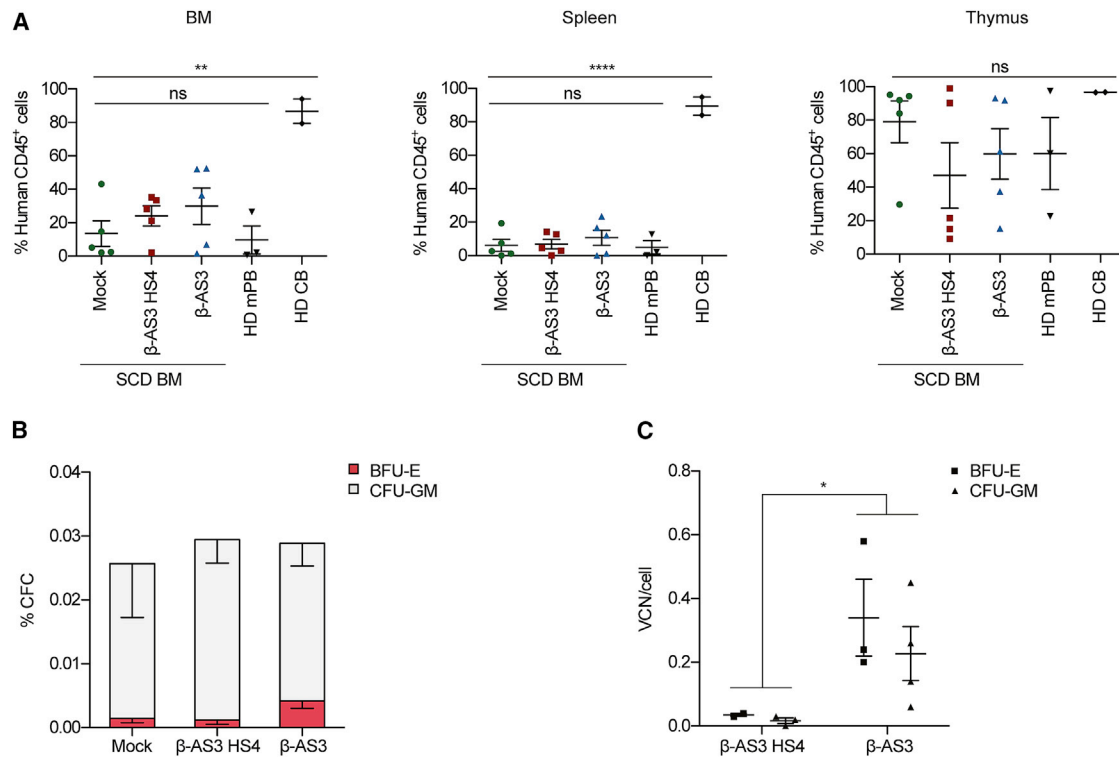 A
BM
Spleen
Thymus
**
ns
% Human CD45+ cells
100
80
60
40
20
0
Mock
β-AS3 HS4
β-AS3
HD mPB
HD CB
SCD BM
****
ns
% Human CD45+ cells
100
80
60
40
20
0
Mock
β-AS3 HS4
β-AS3
HD mPB
HD CB
SCD BM
ns
% Human CD45+ cells
100
80
60
40
20
0
Mock
β-AS3 HS4
β-AS3
HD mPB
HD CB
SCD BM
B
BFU-E
CFU-GM
% CFC
0.04
0.03
0.02
0.01
0.00
Mock
β-AS3 HS4
β-AS3
C
BFU-E
CFU-GM
*
VCN/cell
0.8
0.6
0.4
0.2
0.0
β-AS3 HS4
β-AS3